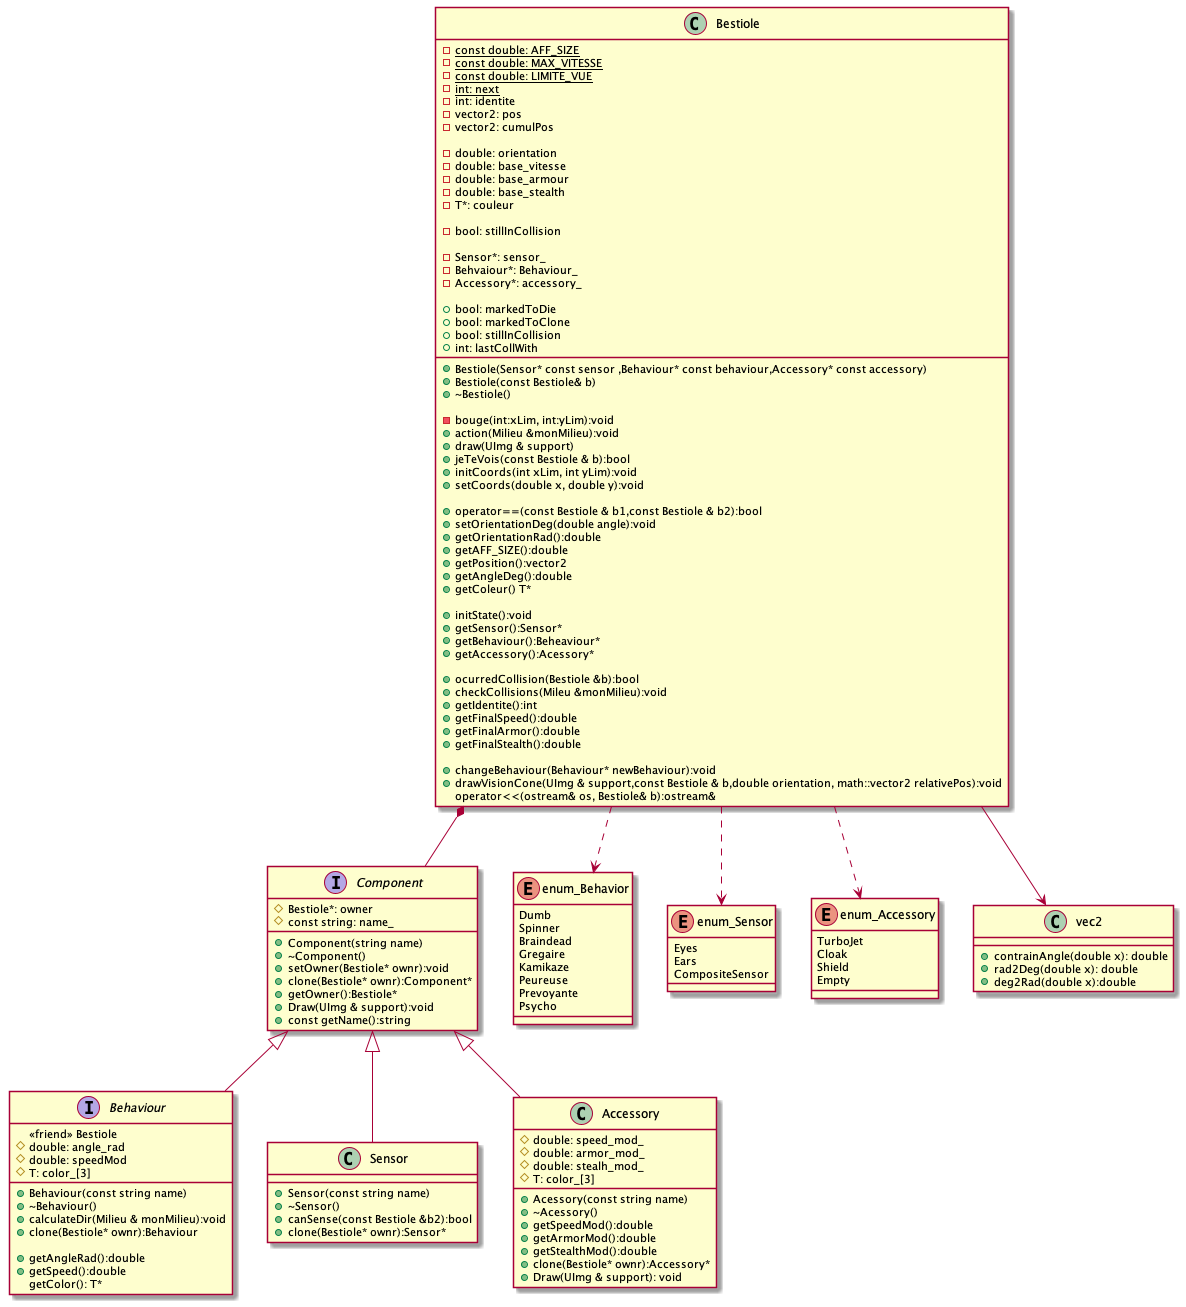 C Bestiole
const double: AFF_SIZE
const double: MAX_VITESSE
const double: LIMITE_VUE
int: next
int: identite
vector2: pos
vector2: cumulPos
double: orientation
double: base_vitesse
double: base_armour
double: base_stealth
T*: couleur
bool: stillInCollision
Sensor*: sensor_
Behvaiour*: Behaviour_
Accessory*: accessory_
bool: markedToDie
bool: markedToClone
bool: stillInCollision
int: lastCollWith
Bestiole(Sensor* const sensor ,Behaviour* const behaviour,Accessory* const accessory)
Bestiole(const Bestiole& b)
~Bestiole()
bouge(int:xLim, int:yLim):void
action(Milieu &monMilieu):void
draw(UImg & support)
jeTeVois(const Bestiole & b):bool
initCoords(int xLim, int yLim):void
setCoords(double x, double y):void
operator==(const Bestiole & b1,const Bestiole & b2):bool
setOrientationDeg(double angle):void
getOrientationRad():double
getAFF_SIZE():double
getPosition():vector2
getAngleDeg():double
getColeur() T*
initState():void
getSensor():Sensor*
getBehaviour():Beheaviour*
getAccessory():Acessory*
ocurredCollision(Bestiole &b):bool
checkCollisions(Mileu &monMilieu):void
getIdentite():int
getFinalSpeed():double
getFinalArmor():double
getFinalStealth():double
changeBehaviour(Behaviour* newBehaviour):void
drawVisionCone(UImg & support,const Bestiole & b,double orientation, math::vector2 relativePos):void
operator<<(ostream& os, Bestiole& b):ostream&
I Component
Bestiole*: owner
const string: name_
Component(string name)
~Component()
setOwner(Bestiole* ownr):void
clone(Bestiole* ownr):Component*
getOwner():Bestiole*
Draw(UImg & support):void
const getName():string
E enum_Behavior
Dumb
Spinner
Braindead
Gregaire
Kamikaze
Peureuse
Prevoyante
Psycho
E enum_Sensor
Eyes
Ears
CompositeSensor
E enum_Accessory
TurboJet
Cloak
Shield
Empty
C vec2
contrainAngle(double x): double
rad2Deg(double x): double
deg2Rad(double x):double
I Behaviour
«friend» Bestiole
double: angle_rad
double: speedMod
T: color_[3]
Behaviour(const string name)
~Behaviour()
calculateDir(Milieu & monMilieu):void
clone(Bestiole* ownr):Behaviour
getAngleRad():double
getSpeed():double
getColor(): T*
C Sensor
Sensor(const string name)
~Sensor()
canSense(const Bestiole &b2):bool
clone(Bestiole* ownr):Sensor*
C Accessory
double: speed_mod_
double: armor_mod_
double: stealh_mod_
T: color_[3]
Acessory(const string name)
~Acessory()
getSpeedMod():double
getArmorMod():double
getStealthMod():double
clone(Bestiole* ownr):Accessory*
Draw(UImg & support): void